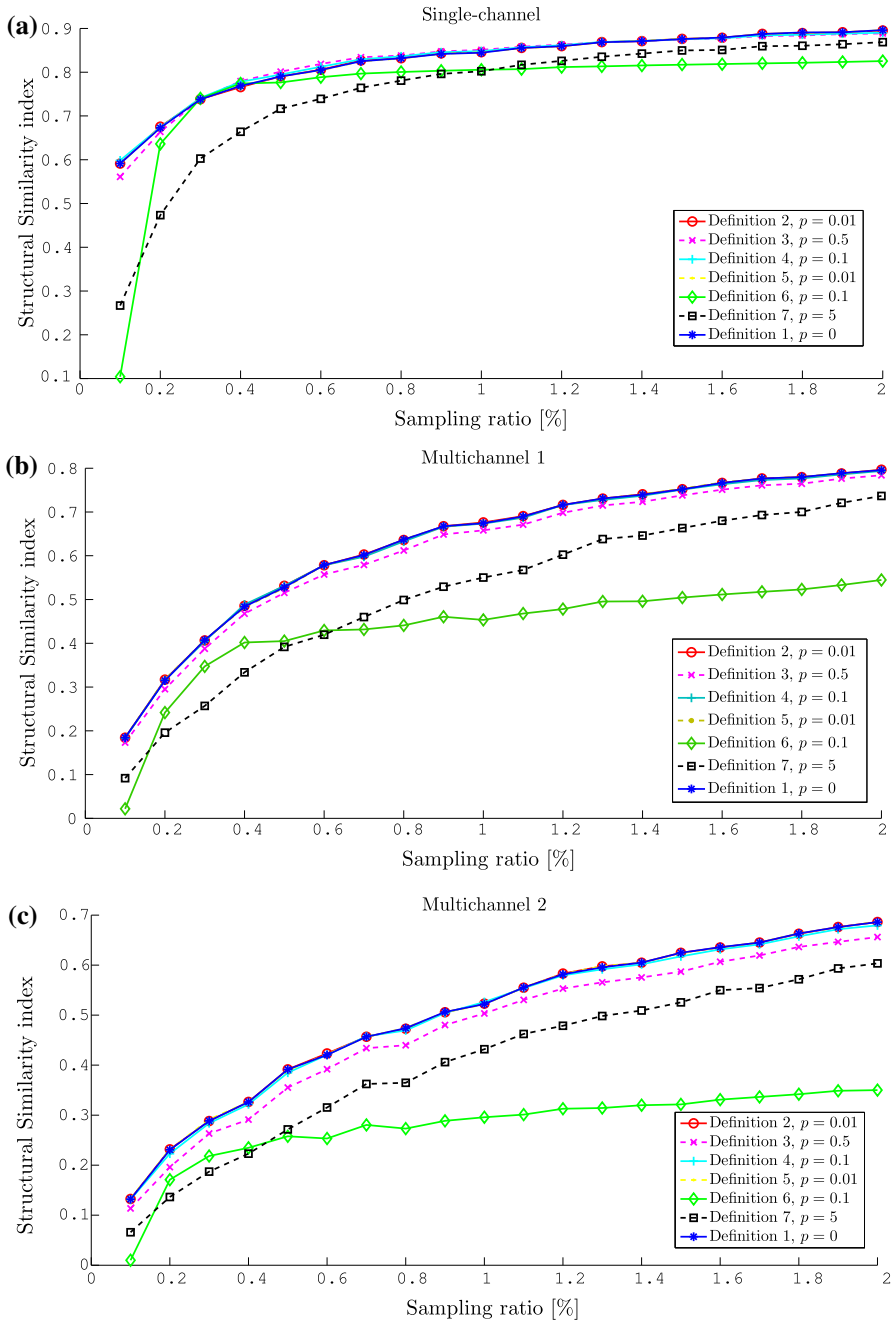 (a)
Single-channel
Structural Similarity index
0.9
0.8
0.7
0.6
0.5
0.4
0.3
0.2
0.1
0 0.2 0.4 0.6 0.8 1 1.2 1.4 1.6 1.8 2
Sampling ratio [%]
Definition 2, p = 0.01
Definition 3, p = 0.5
Definition 4, p = 0.1
Definition 5, p = 0.01
Definition 6, p = 0.1
Definition 7, p = 5
Definition 1, p = 0
(b)
Multichannel 1
Structural Similarity index
0.8
0.7
0.6
0.5
0.4
0.3
0.2
0.1
0
0 0.2 0.4 0.6 0.8 1 1.2 1.4 1.6 1.8 2
Sampling ratio [%]
Definition 2, p = 0.01
Definition 3, p = 0.5
Definition 4, p = 0.1
Definition 5, p = 0.01
Definition 6, p = 0.1
Definition 7, p = 5
Definition 1, p = 0
(c)
Multichannel 2
Structural Similarity index
0.7
0.6
0.5
0.4
0.3
0.2
0.1
0
0 0.2 0.4 0.6 0.8 1 1.2 1.4 1.6 1.8 2
Sampling ratio [%]
Definition 2, p = 0.01
Definition 3, p = 0.5
Definition 4, p = 0.1
Definition 5, p = 0.01
Definition 6, p = 0.1
Definition 7, p = 5
Definition 1, p = 0